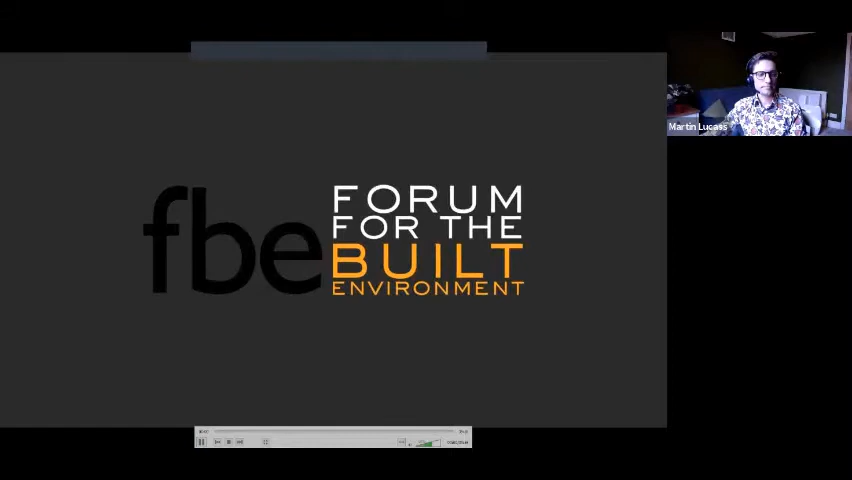 fbe
FORUM
FOR THE
BUILT
ENVIRONMENT
Martin Lucass